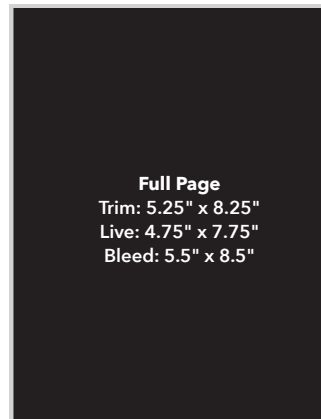 Full Page
Trim: 5.25" x 8.25"
Live: 4.75" x 7.75"
Bleed: 5.5" x 8.5"